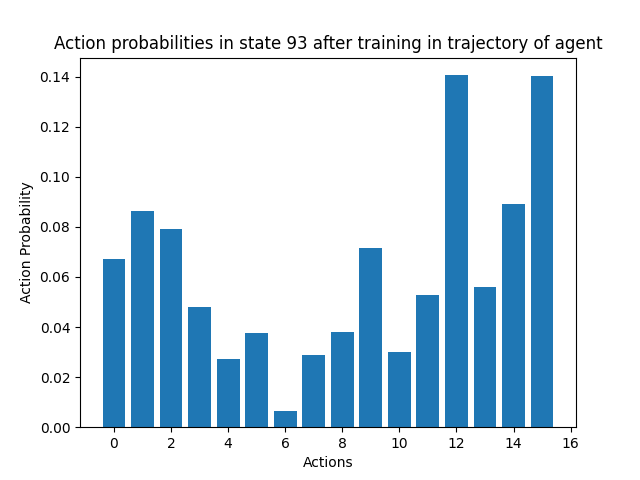 Action probabilities in state 93 after training in trajectory of agent
0.14
0.12
0.10
0.08
0.06
0.04
0.02
0.00
Action Probability
0 2 4 6 8 10 12 14 16
Actions